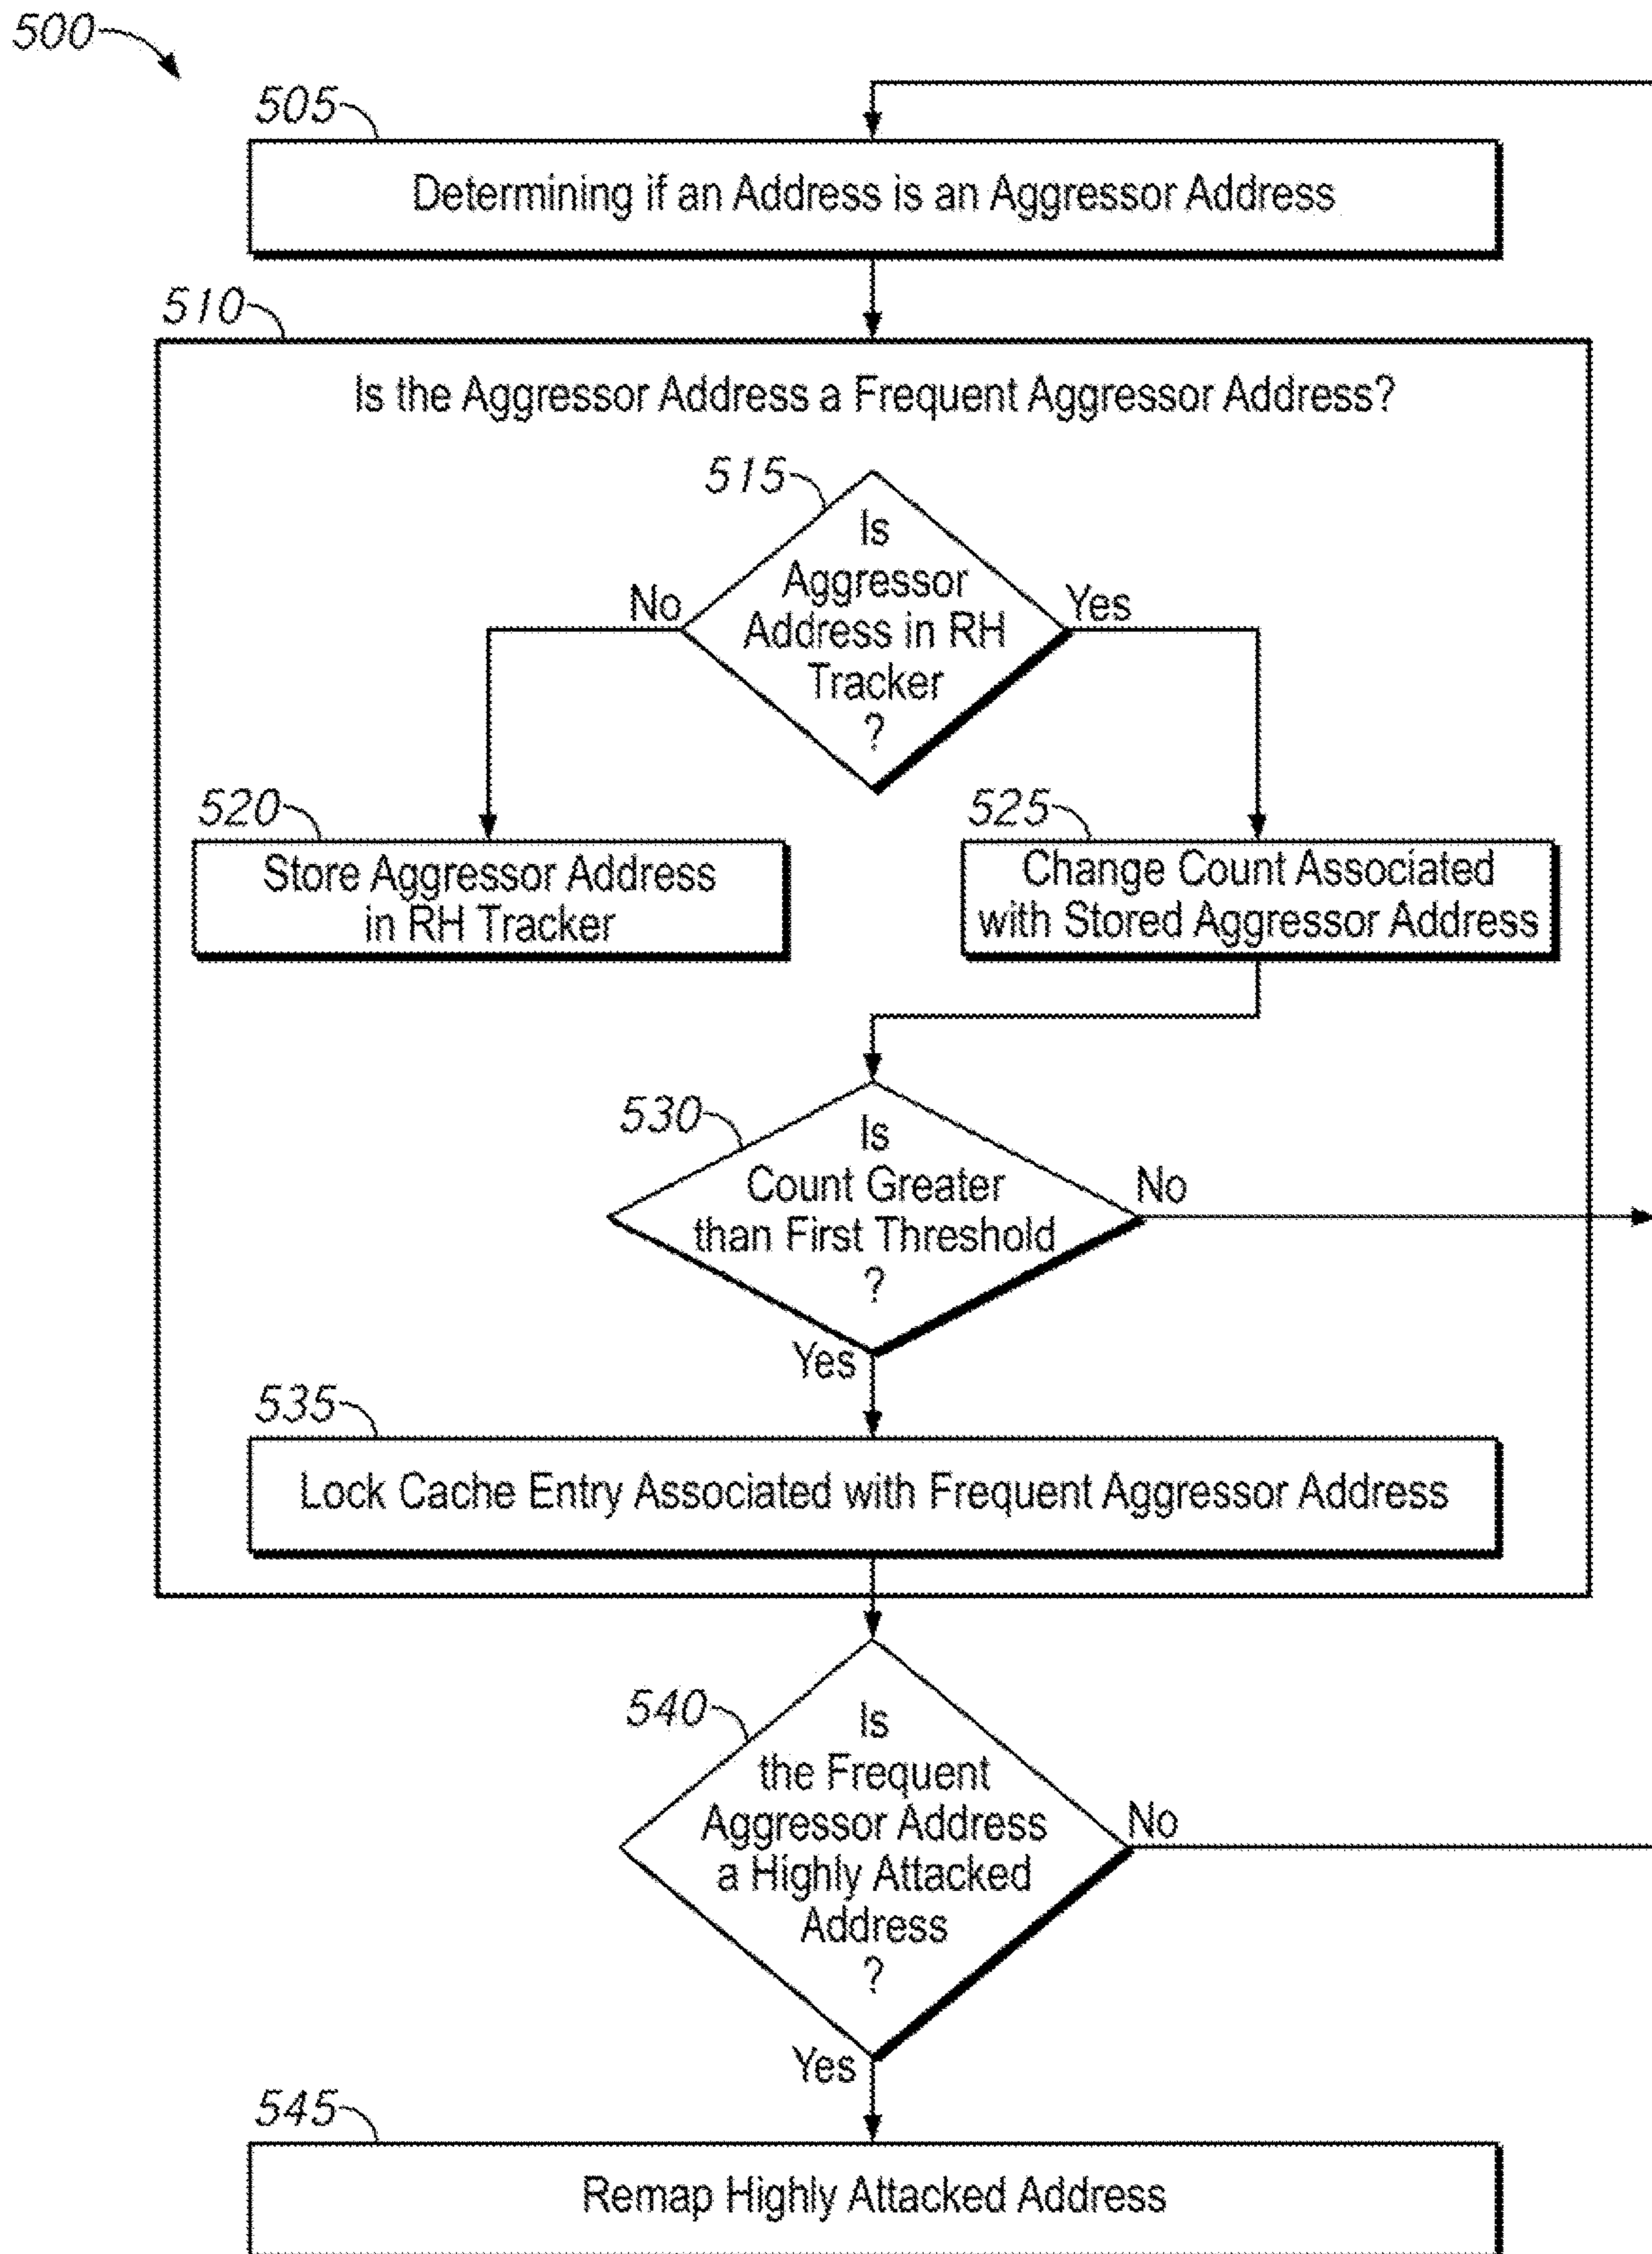 500
505
Determining if an Address is an Aggressor Address
510
Is the Aggressor Address a Frequent Aggressor Address?
515
Is
Aggressor
Address in RH
Tracker
?
No
Yes
520
Store Aggressor Address
in RH Tracker
525
Change Count Associated
with Stored Aggressor Address
530
Is
Count Greater
than First Threshold
?
No
Yes
535
Lock Cache Entry Associated with Frequent Aggressor Address
540
Is
the Frequent
Aggressor Address
a Highly Attacked
Address
?
No
Yes
545
Remap Highly Attacked Address